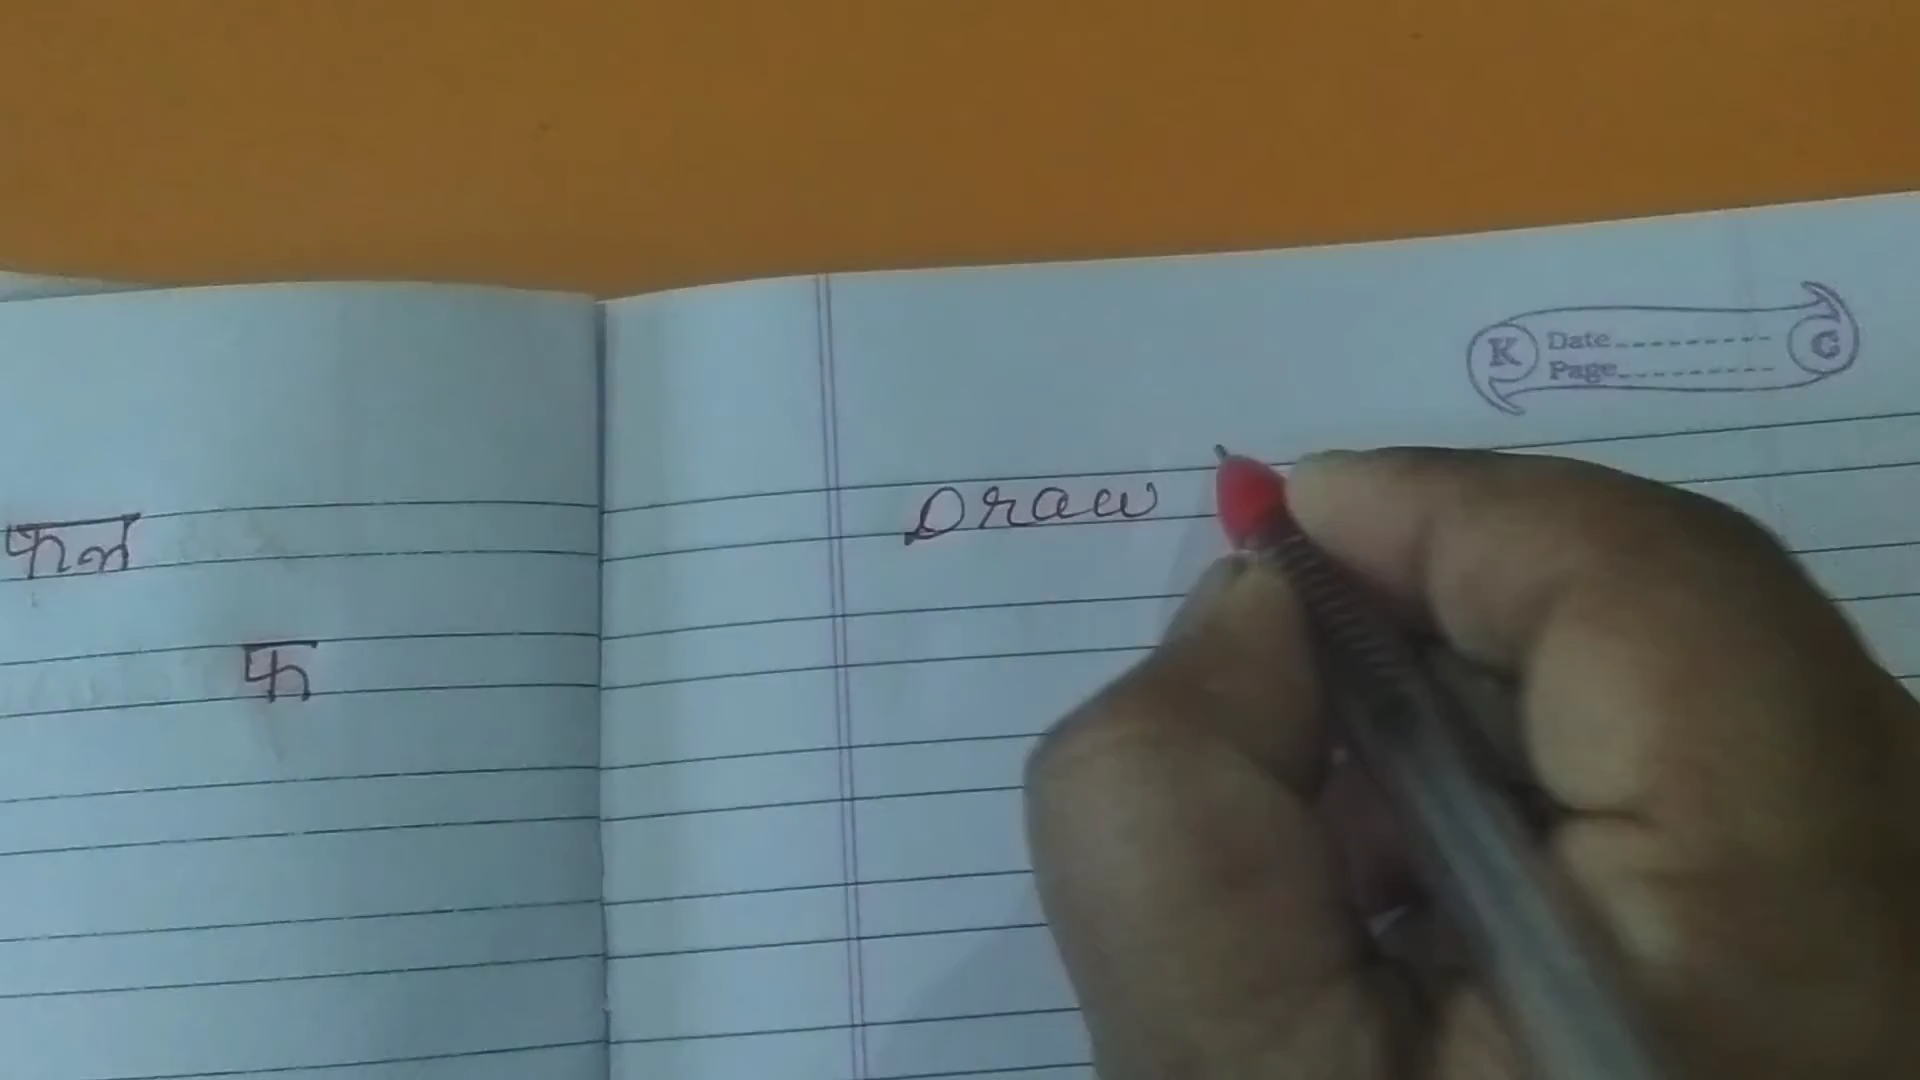 फ
Draw
K Date
Page C